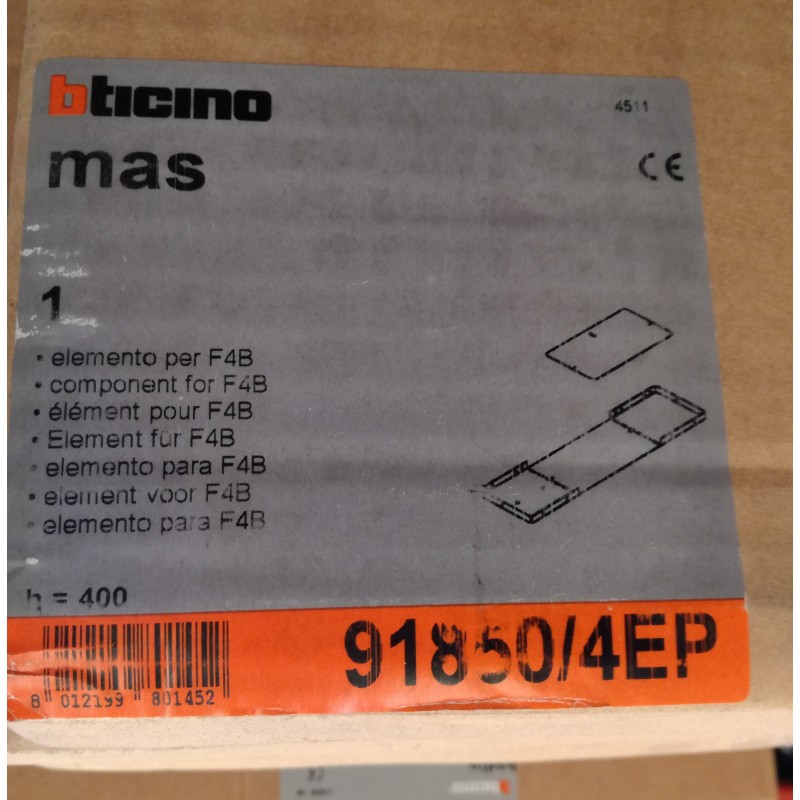 bticino
4511
mas
CE
1
• elemento per F4B
• component for F4B
• élément pour F4B
• Element für F4B
• elemento para F4B
• element voor F4B
• elemento para F4B
h = 400
91850/4EP
8 012199 801452
bticino